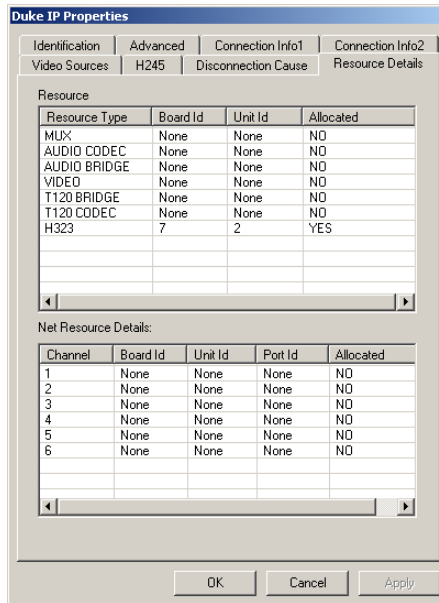 Duke IP Properties
Identification Advanced Connection Info1 Connection Info2
Video Sources H245 Disconnection Cause Resource Details
Resource
Resource Type Board Id Unit Id Allocated
MUX None None NO
AUDIO CODEC None None NO
AUDIO BRIDGE None None NO
VIDEO None None NO
T120 BRIDGE None None NO
T120 CODEC None None NO
H323 7 2 YES
Net Resource Details:
Channel Board Id Unit Id Port Id Allocated
1 None None None NO
2 None None None NO
3 None None None NO
4 None None None NO
5 None None None NO
6 None None None NO
OK Cancel Apply